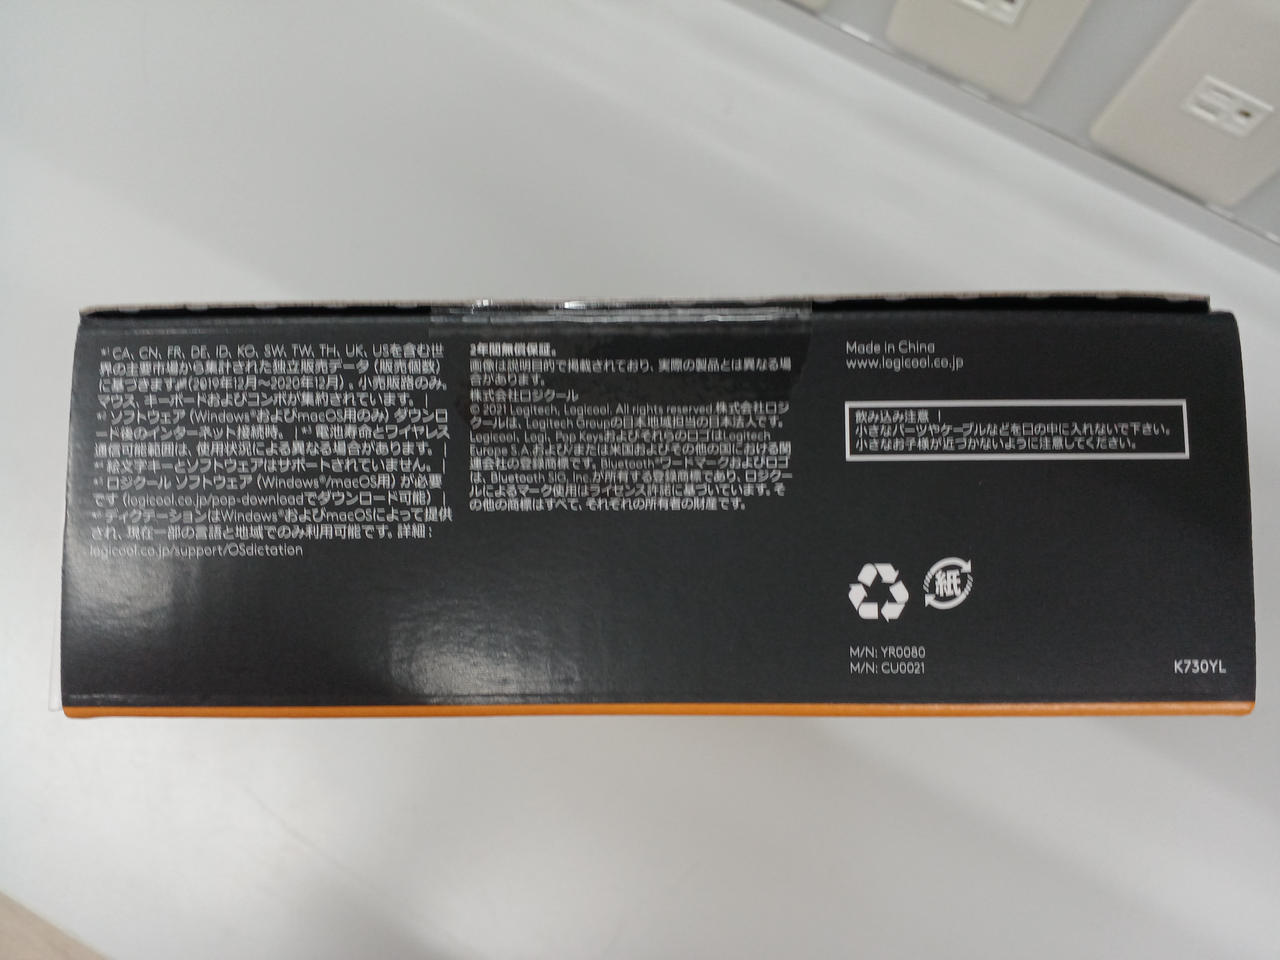 *¹ CA, CN, FR, DE, ID, KO, SW, TW, TH, UK, USを含む世
界の主要市場から集計された独立販売データ（販売個数）
に基づきます（2019年12月～2020年12月）。小売販路のみ。
マウス、キーボードおよびコンボが集約されています。 |
ソフトウェア（Windows®およびmacOS用のみ）ダウンロ
ード後のインターネット接続時。 | 電池寿命とワイヤレス
通信可能範囲は、使用状況により異なる場合があります。 |
絵文字キーとソフトウェアはサポートされていません。 |
ロジクール ソフトウェア（Windows®/macOS用）が必要
です（logicool.co.jp/pop-downloadでダウンロード可能） |
ディクテーションはWindows®およびmacOSによって提供
され、現在一部の言語と地域でのみ利用可能です。詳細：
logicool.co.jp/support/OSdictation
2年間無償保証。
画像は説明目的で掲載されており、実際の製品とは異なる場
合があります。
株式会社ロジクール
© 2021 Logitech, Logicool. All rights reserved 株式会社ロジ
クールは、Logitech Groupの日本地域担当の日本法人です。
Logicool, Logi, Pop KeysおよびそれらのロゴはLogitech
Europe S.A.および/または米国およびその他の国における関
連会社の登録商標です。Bluetooth®ワードマークおよびロゴ
は、Bluetooth SIG, Inc.が所有する登録商標であり、ロジクー
ルによるマーク使用はライセンス許諾に基づいています。そ
の他の商標はすべて、それぞれの所有者の財産です。
Made in China
www.logicool.co.jp
飲み込み注意 !
小さなパーツやケーブルなどを口の中に入れないで下さい。
小さなお子様が近づかないように注意してください。
紙
M/N: YR0080
M/N: CU0021
K730YL